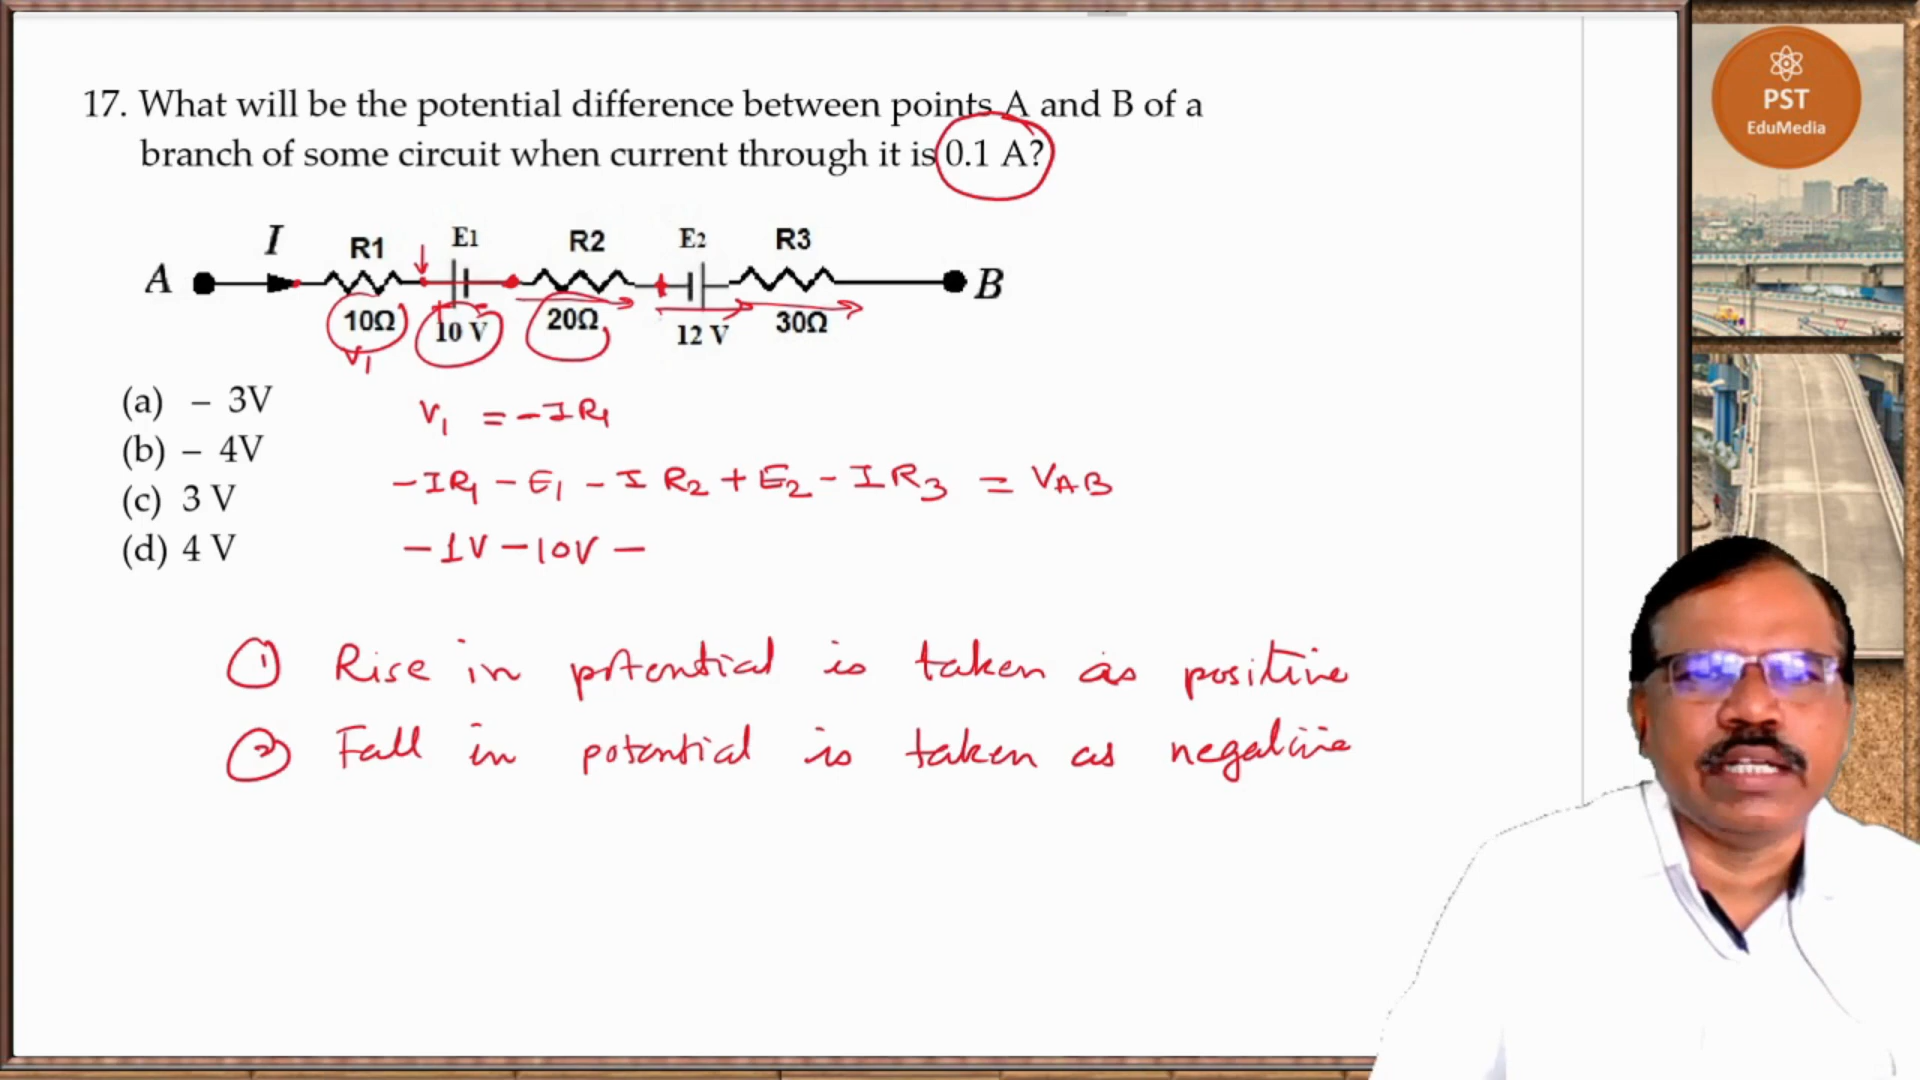 17. What will be the potential difference between points A and B of a
branch of some circuit when current through it is 0.1 A?
PST
EduMedia
I R1 E1 R2 E2 R3
A B
10Ω 10 V 20Ω 12 V 30Ω
V1
(a) – 3V
(b) – 4V
(c) 3 V
(d) 4 V
V1 = -IR1
-IR1 - E1 - I R2 + E2 - IR3 = VAB
- 1V - 10V -
① Rise in potential is taken as positive
② Fall in potential is taken as negative